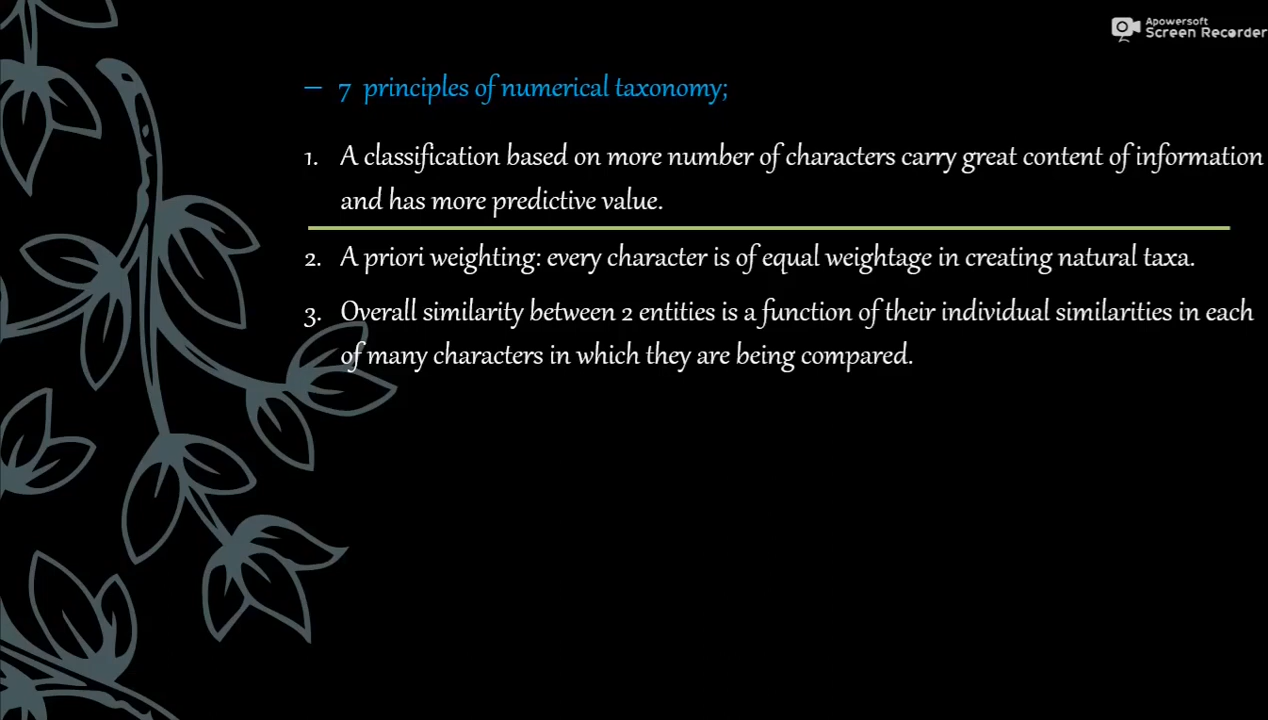 Apowersoft
Screen Recorder
– 7 principles of numerical taxonomy;
1. A classification based on more number of characters carry great content of information
and has more predictive value.
2. A priori weighting: every character is of equal weightage in creating natural taxa.
3. Overall similarity between 2 entities is a function of their individual similarities in each
of many characters in which they are being compared.